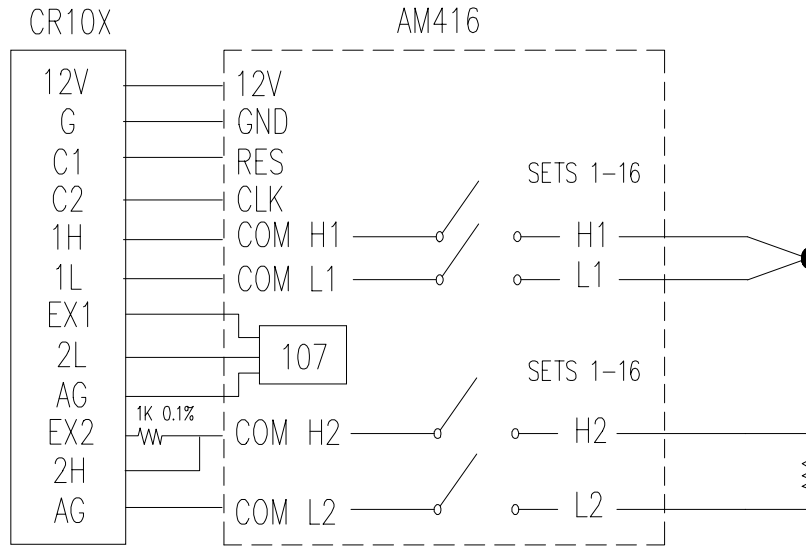 CR10X AM416
12V 12V
G GND
C1 RES
C2 CLK
SETS 1-16
1H COM H1 H1
1L COM L1 L1
EX1
2L 107
AG
SETS 1-16
1K 0.1%
EX2 COM H2 H2
2H
AG COM L2 L2